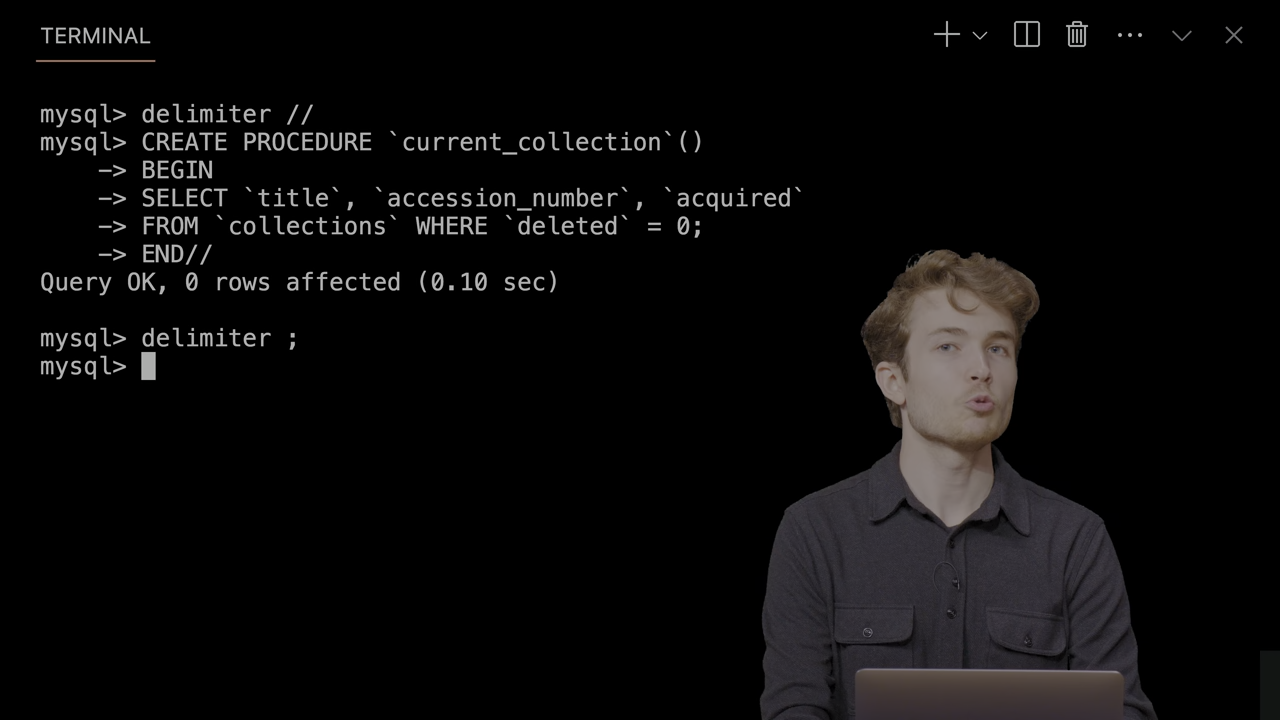 TERMINAL
mysql> delimiter //
mysql> CREATE PROCEDURE `current_collection`()
    -> BEGIN
    -> SELECT `title`, `accession_number`, `acquired`
    -> FROM `collections` WHERE `deleted` = 0;
    -> END//
Query OK, 0 rows affected (0.10 sec)
mysql> delimiter ;
mysql>